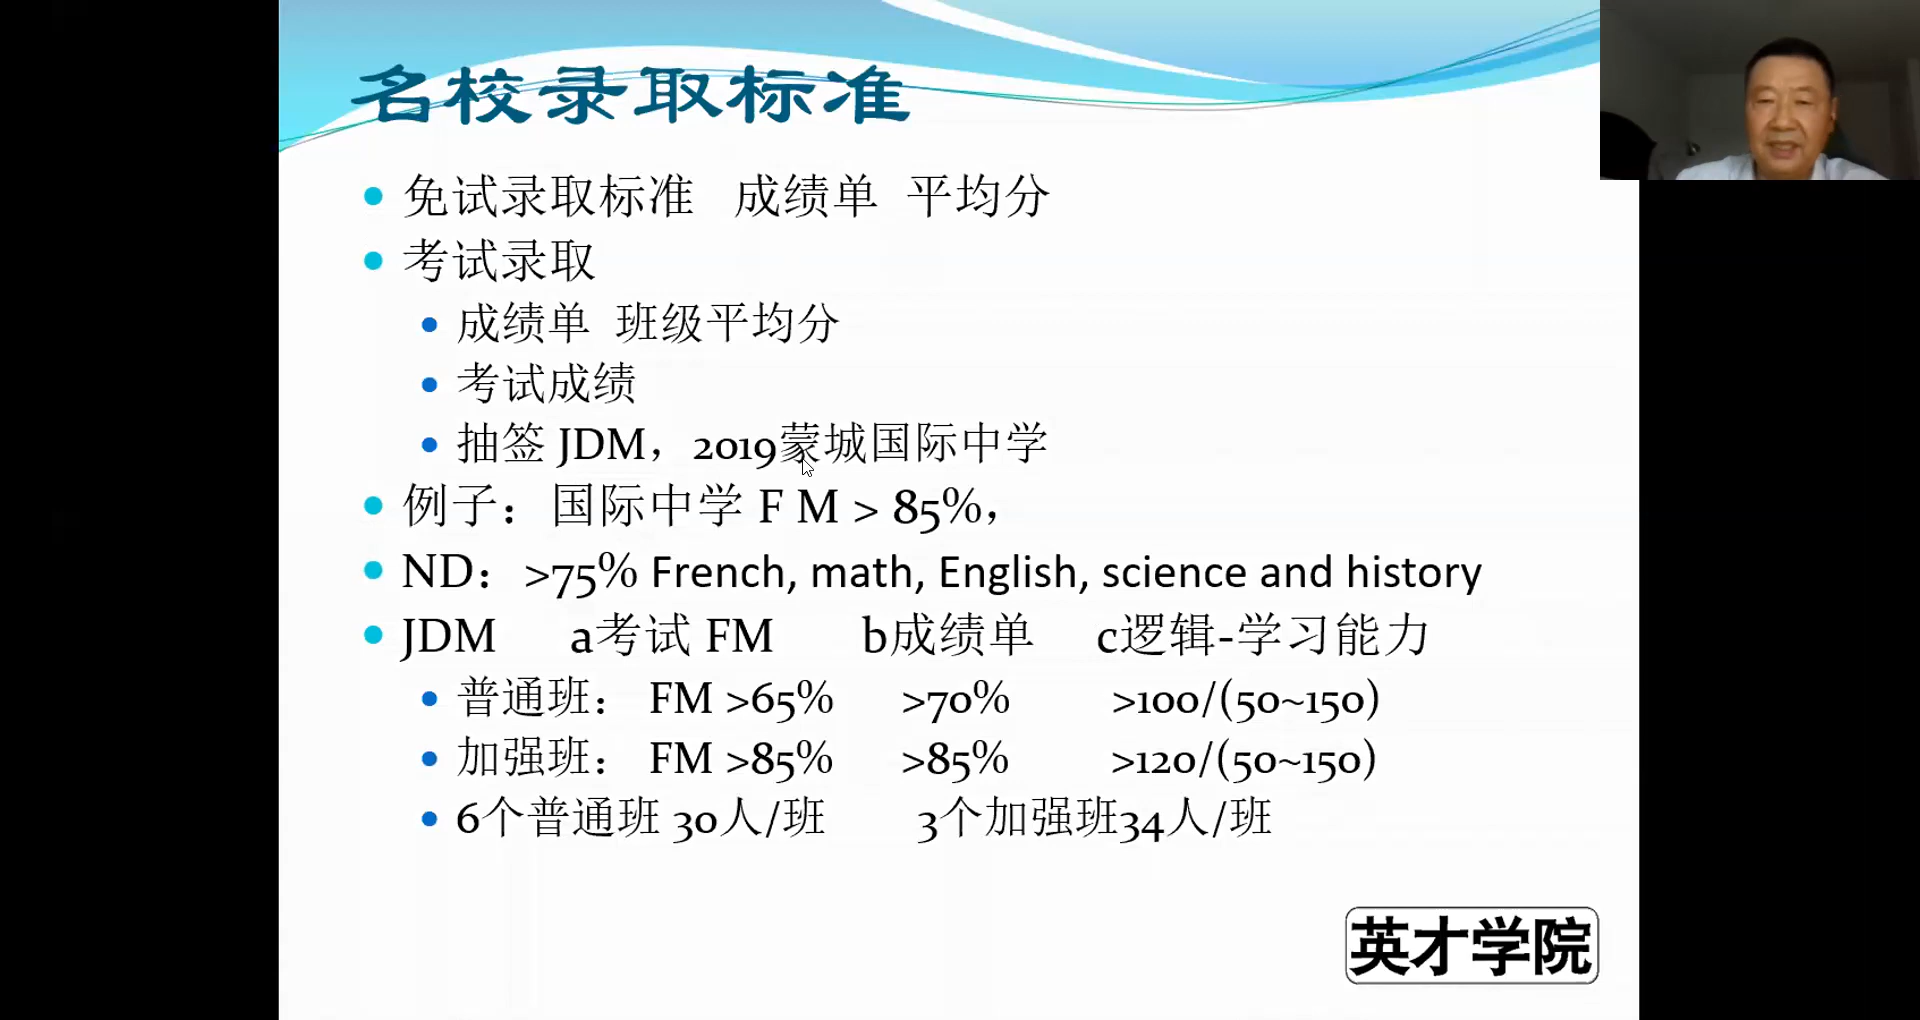 名校录取标准
免试录取标准 成绩单 平均分
考试录取
成绩单 班级平均分
考试成绩
抽签 JDM，2019蒙城国际中学
例子：国际中学 F M > 85%，
ND：>75% French, math, English, science and history
JDM a考试 FM b成绩单 c逻辑-学习能力
普通班： FM >65% >70% >100/(50~150)
加强班： FM >85% >85% >120/(50~150)
6个普通班 30人/班 3个加强班34人/班
英才学院